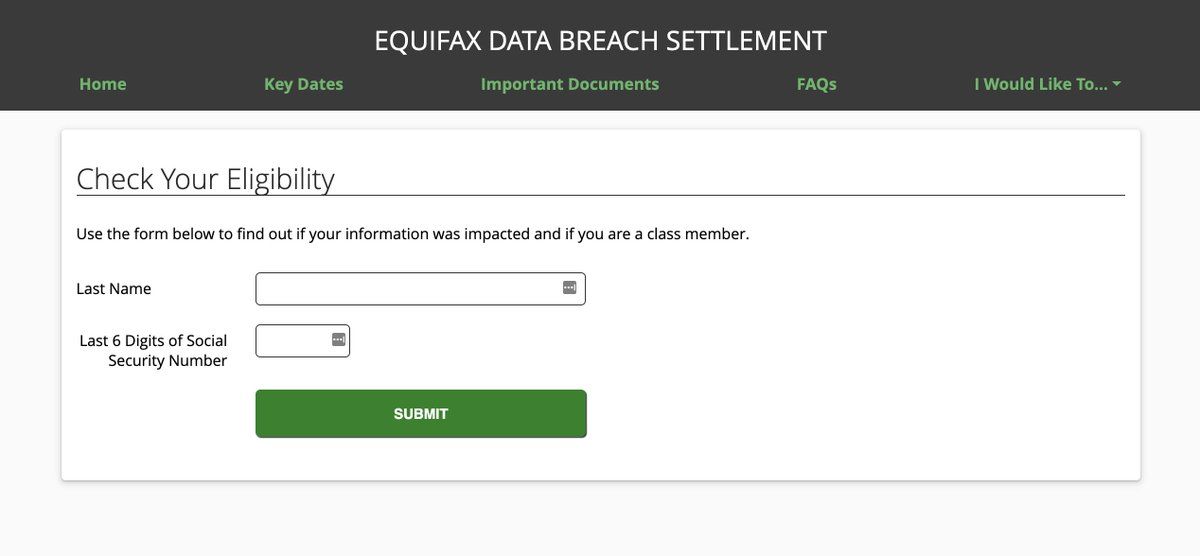 EQUIFAX DATA BREACH SETTLEMENT
Home Key Dates Important Documents FAQs I Would Like To...
Check Your Eligibility
Use the form below to find out if your information was impacted and if you are a class member.
Last Name
Last 6 Digits of Social
Security Number
SUBMIT